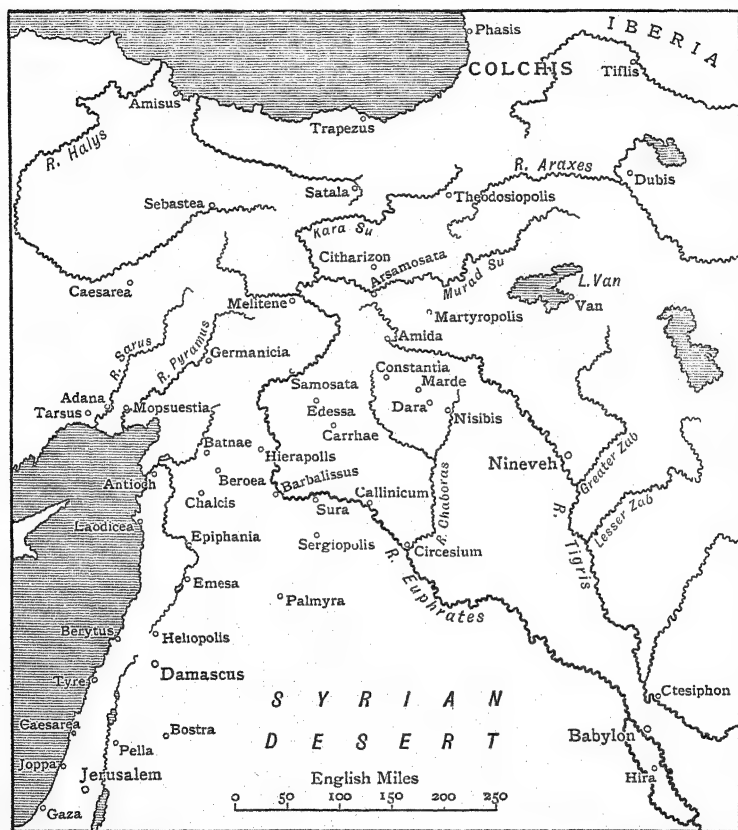 IBERIA
Phasis
COLCHIS
Tiflis
Amisus
Trapezus
R. Halys
R. Araxes
Dubis
Satala
Theodosiopolis
Sebastea
Kara Su
Citharizon
Arsamosata
Murad Su
L. Van
Van
Caesarea
Melitene
Martyropolis
R. Sarus
R. Pyramus
Germanicia
Amida
Constantia
Marde
Samosata
Adana
Tarsus
Mopsuestia
Edessa
Dara
Nisibis
Carrhae
Batnae
Hierapolis
Nineveh
Greater Zab
Antioch
Beroea
Barbalissus
Chalcis
Sura
Callinicum
R. Chaboras
Lesser Zab
Laodicea
Epiphania
Sergiopolis
Circesium
R. Tigris
Emesa
R. Euphrates
Palmyra
Berytus
Heliopolis
Damascus
Tyre
SYRIAN
Ctesiphon
Caesarea
Bostra
DESERT
Babylon
Pella
Joppa
Jerusalem
English Miles
Hira
0 50 100 150 200 250
Gaza